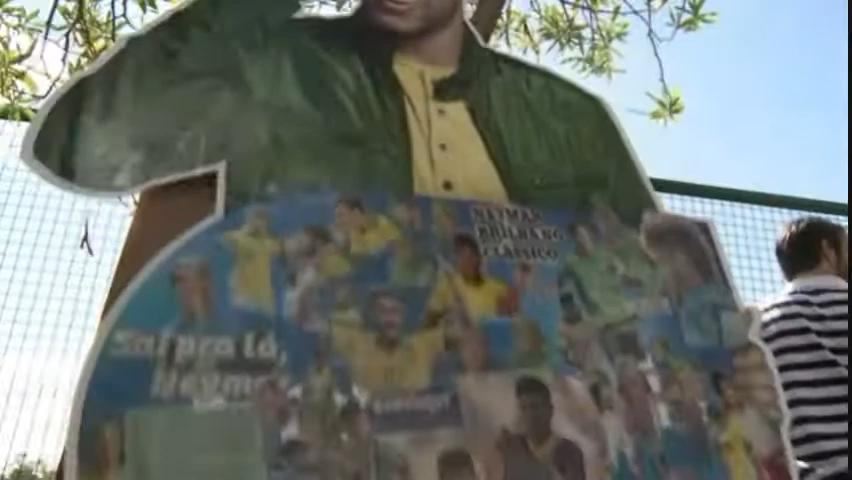 NEYMAR
BRILHA NO
CLÁSSICO
Sai pra lá,
Neymar